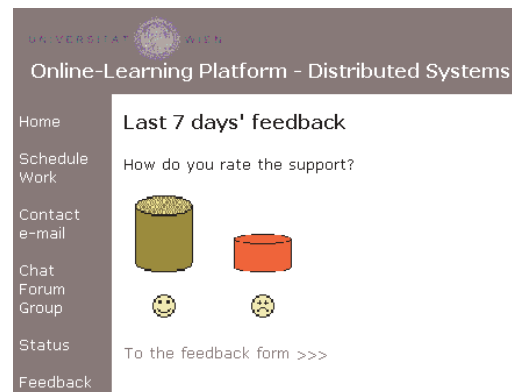 UNIVERSITÄT WIEN
Online-Learning Platform - Distributed Systems
Home
Schedule
Work
Contact
e-mail
Chat
Forum
Group
Status
Feedback
Last 7 days' feedback
How do you rate the support?
To the feedback form >>>